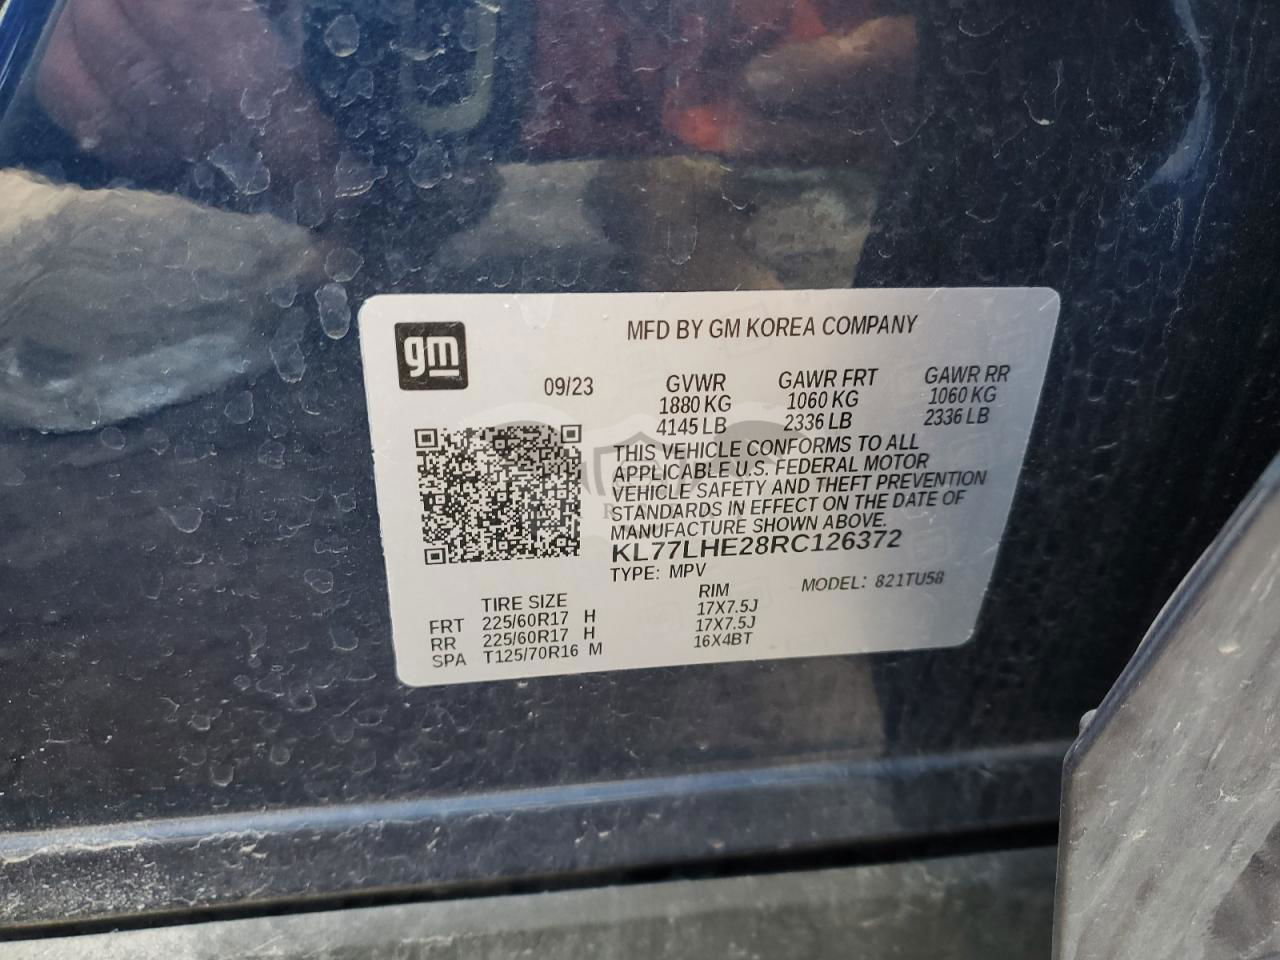 gm
MFD BY GM KOREA COMPANY
09/23 GVWR GAWR FRT GAWR RR
1880 KG 1060 KG 1060 KG
4145 LB 2336 LB 2336 LB
THIS VEHICLE CONFORMS TO ALL
APPLICABLE U.S. FEDERAL MOTOR
VEHICLE SAFETY AND THEFT PREVENTION
STANDARDS IN EFFECT ON THE DATE OF
MANUFACTURE SHOWN ABOVE.
KL77LHE28RC126372
TYPE: MPV MODEL: 821TU58
TIRE SIZE RIM
FRT 225/60R17 H 17X7.5J
RR 225/60R17 H 17X7.5J
SPA T125/70R16 M 16X4BT